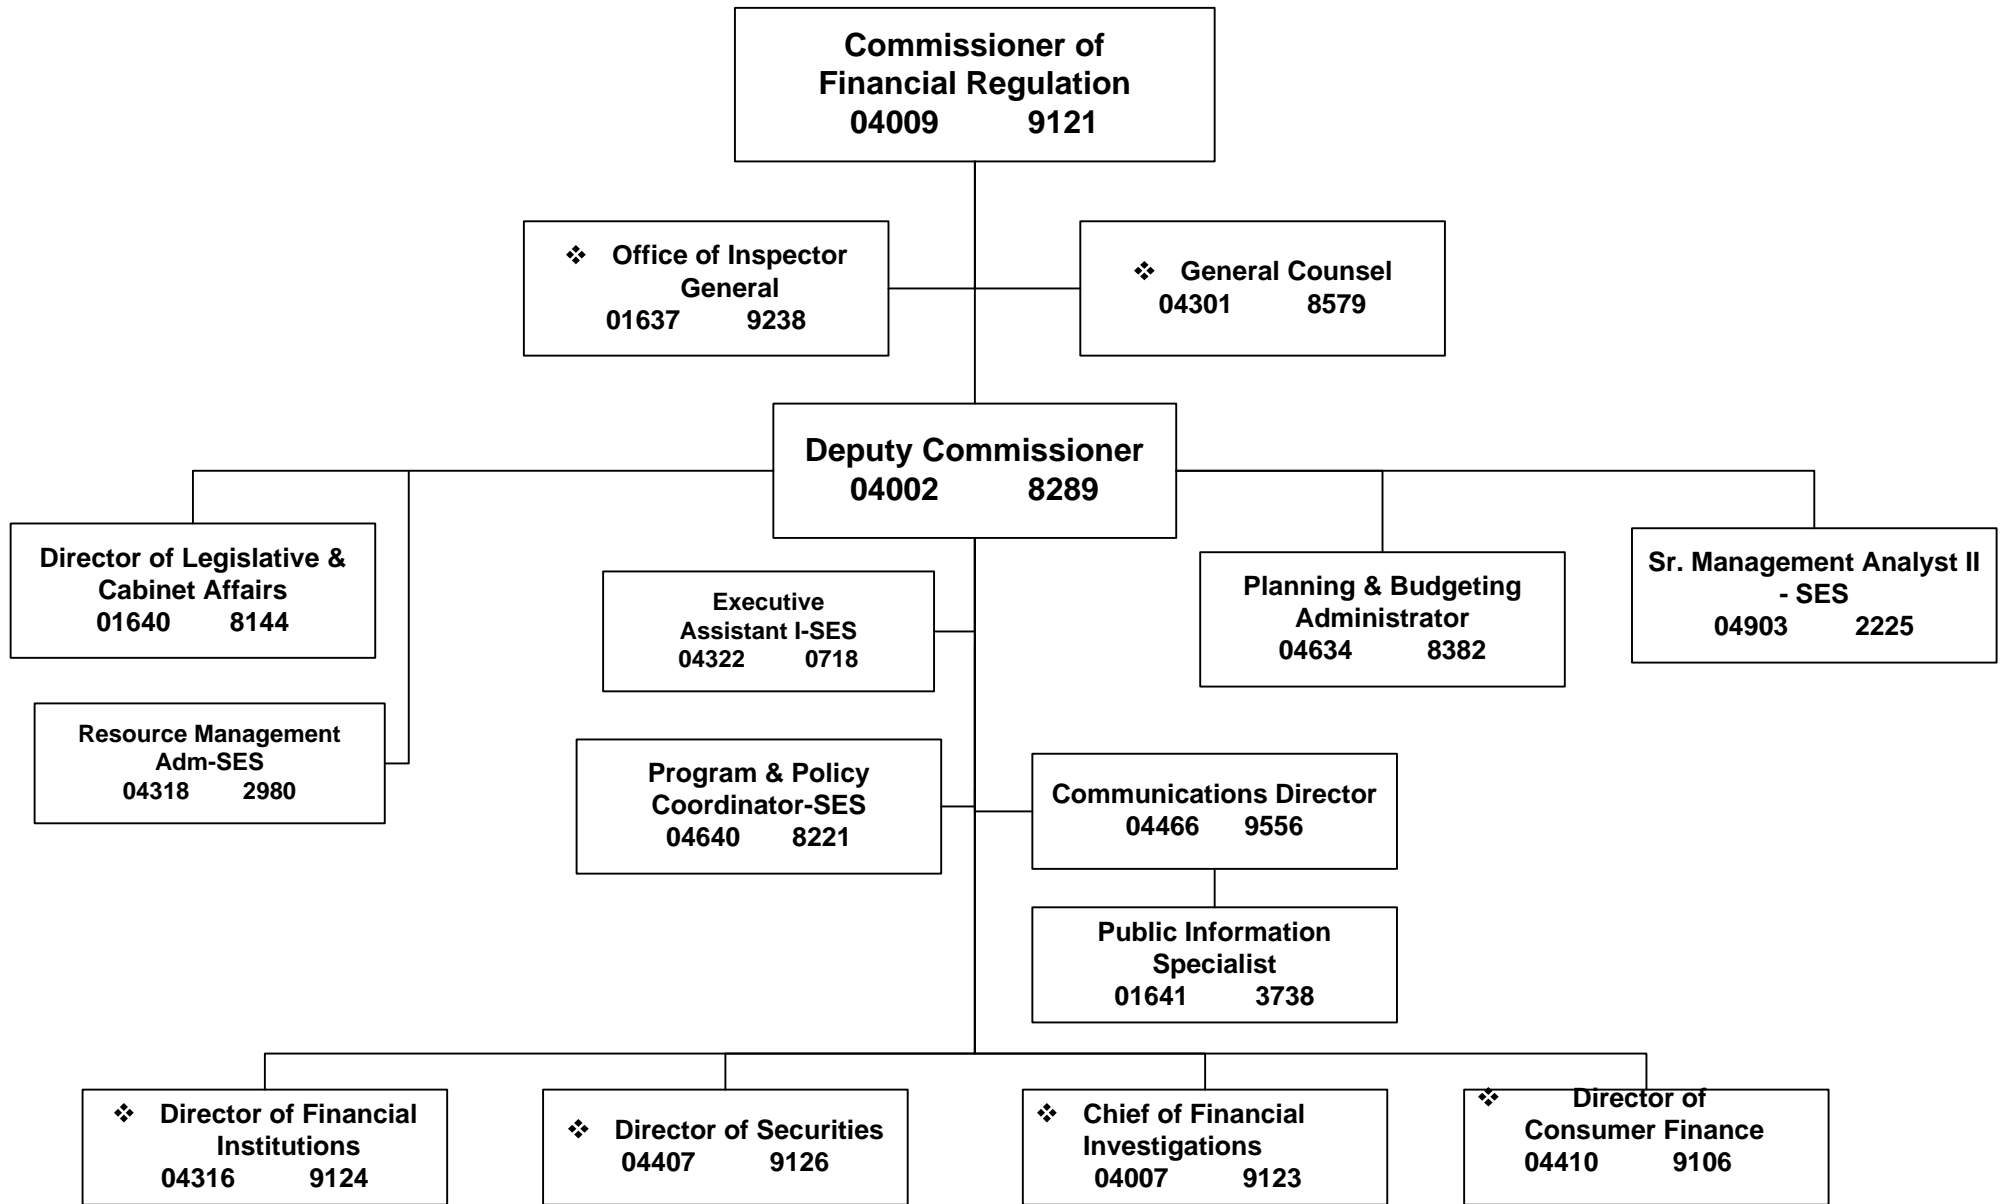 Commissioner of
Financial Regulation
04009 9121
❖ Office of Inspector
General
01637 9238
❖ General Counsel
04301 8579
Deputy Commissioner
04002 8289
Director of Legislative &
Cabinet Affairs
01640 8144
Executive
Assistant I-SES
04322 0718
Planning & Budgeting
Administrator
04634 8382
Sr. Management Analyst II
- SES
04903 2225
Resource Management
Adm-SES
04318 2980
Program & Policy
Coordinator-SES
04640 8221
Communications Director
04466 9556
Public Information
Specialist
01641 3738
❖ Director of Financial
Institutions
04316 9124
❖ Director of Securities
04407 9126
❖ Chief of Financial
Investigations
04007 9123
❖ Director of
Consumer Finance
04410 9106